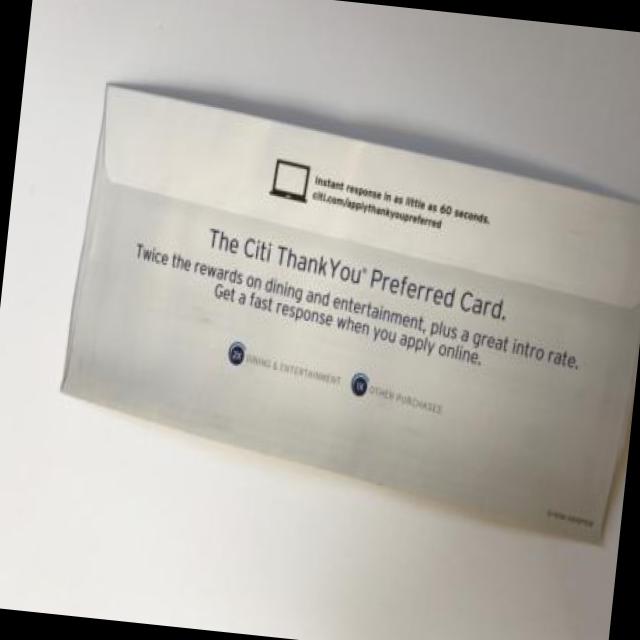 Instant response in as little as 60 seconds.
citi.com/applythankyoupreferred
The Citi ThankYou® Preferred Card.
Twice the rewards on dining and entertainment, plus a great intro rate.
Get a fast response when you apply online.
2X DINING & ENTERTAINMENT 1X OTHER PURCHASES